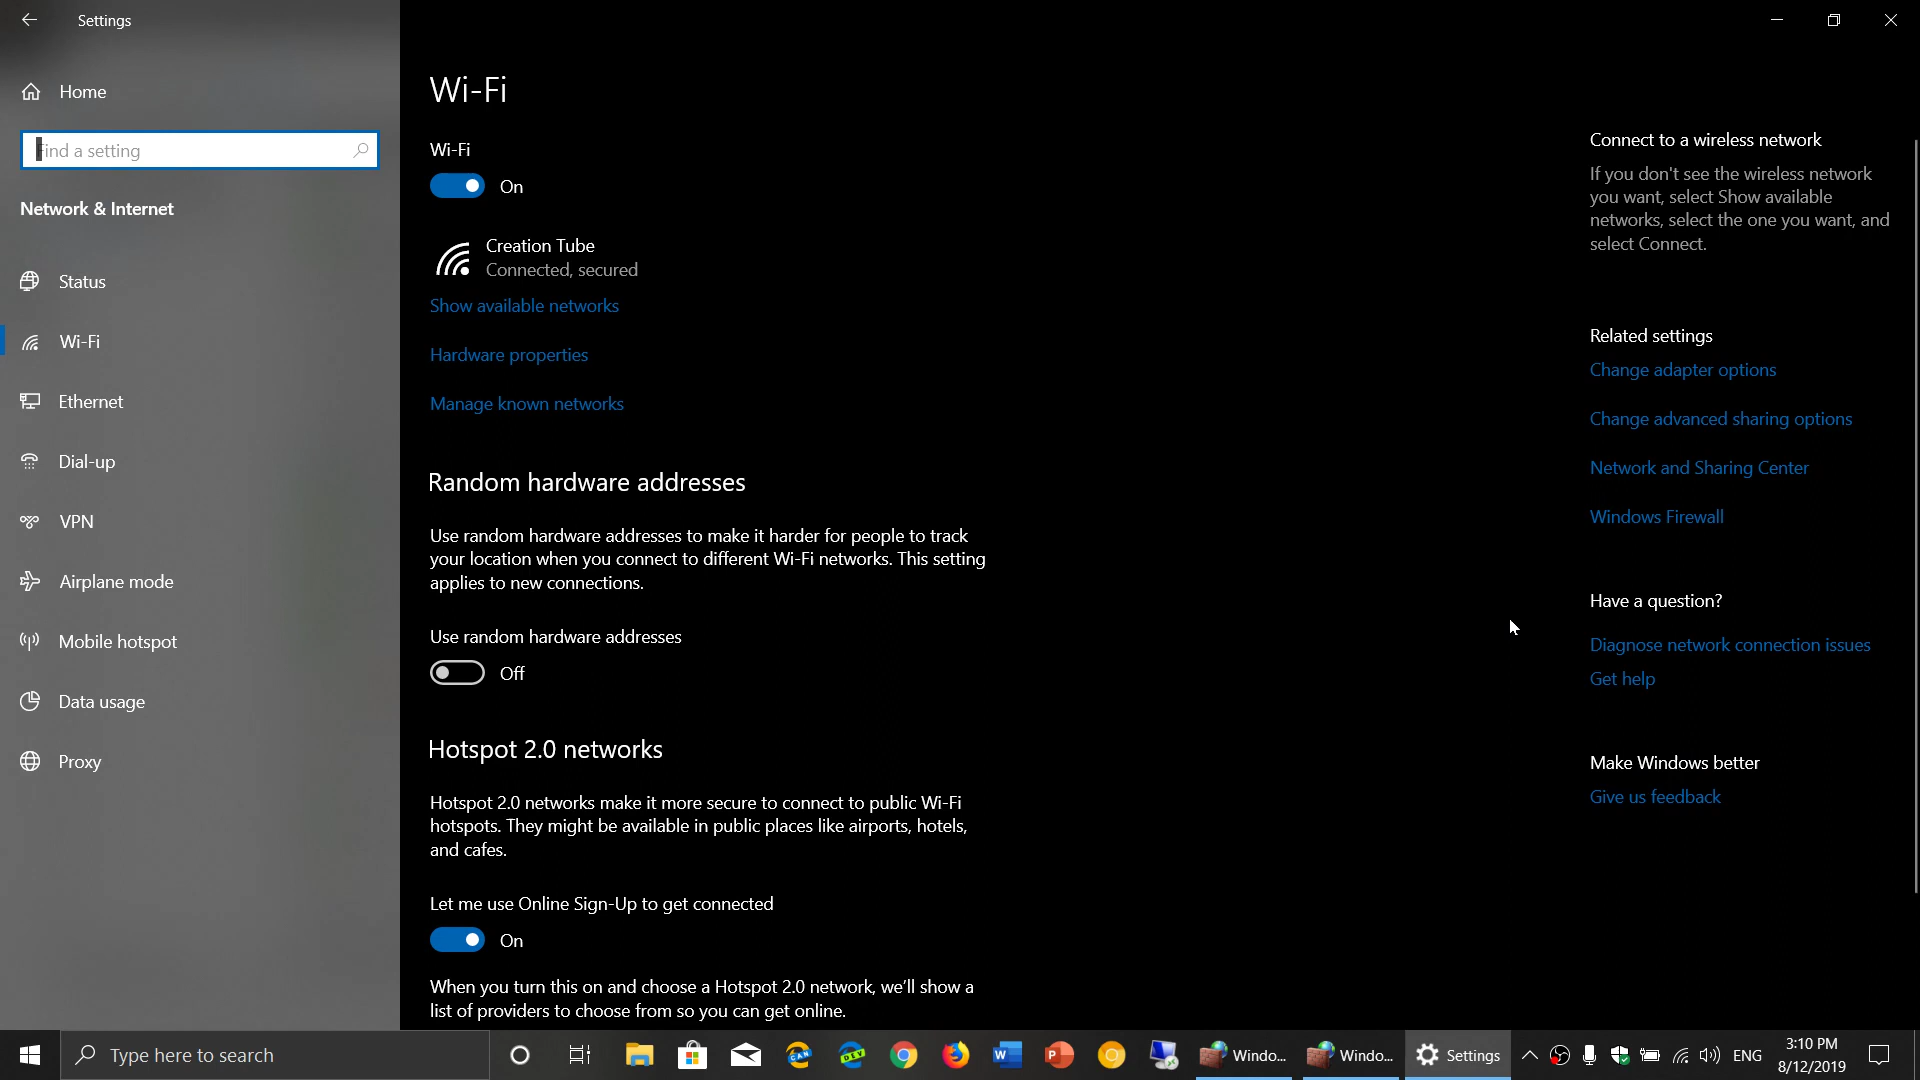 Settings
Home
Find a setting
Network & Internet
Status
Wi-Fi
Ethernet
Dial-up
VPN
Airplane mode
Mobile hotspot
Data usage
Proxy
Wi-Fi
Wi-Fi
On
Creation Tube
Connected, secured
Show available networks
Hardware properties
Manage known networks
Random hardware addresses
Use random hardware addresses to make it harder for people to track
your location when you connect to different Wi-Fi networks. This setting
applies to new connections.
Use random hardware addresses
Off
Hotspot 2.0 networks
Hotspot 2.0 networks make it more secure to connect to public Wi-Fi
hotspots. They might be available in public places like airports, hotels,
and cafes.
Let me use Online Sign-Up to get connected
On
When you turn this on and choose a Hotspot 2.0 network, we'll show a
list of providers to choose from so you can get online.
Connect to a wireless network
If you don't see the wireless network
you want, select Show available
networks, select the one you want, and
select Connect.
Related settings
Change adapter options
Change advanced sharing options
Network and Sharing Center
Windows Firewall
Have a question?
Diagnose network connection issues
Get help
Make Windows better
Give us feedback
Type here to search
CAN
DEV
Windo...
Windo...
Settings
ENG
3:10 PM
8/12/2019